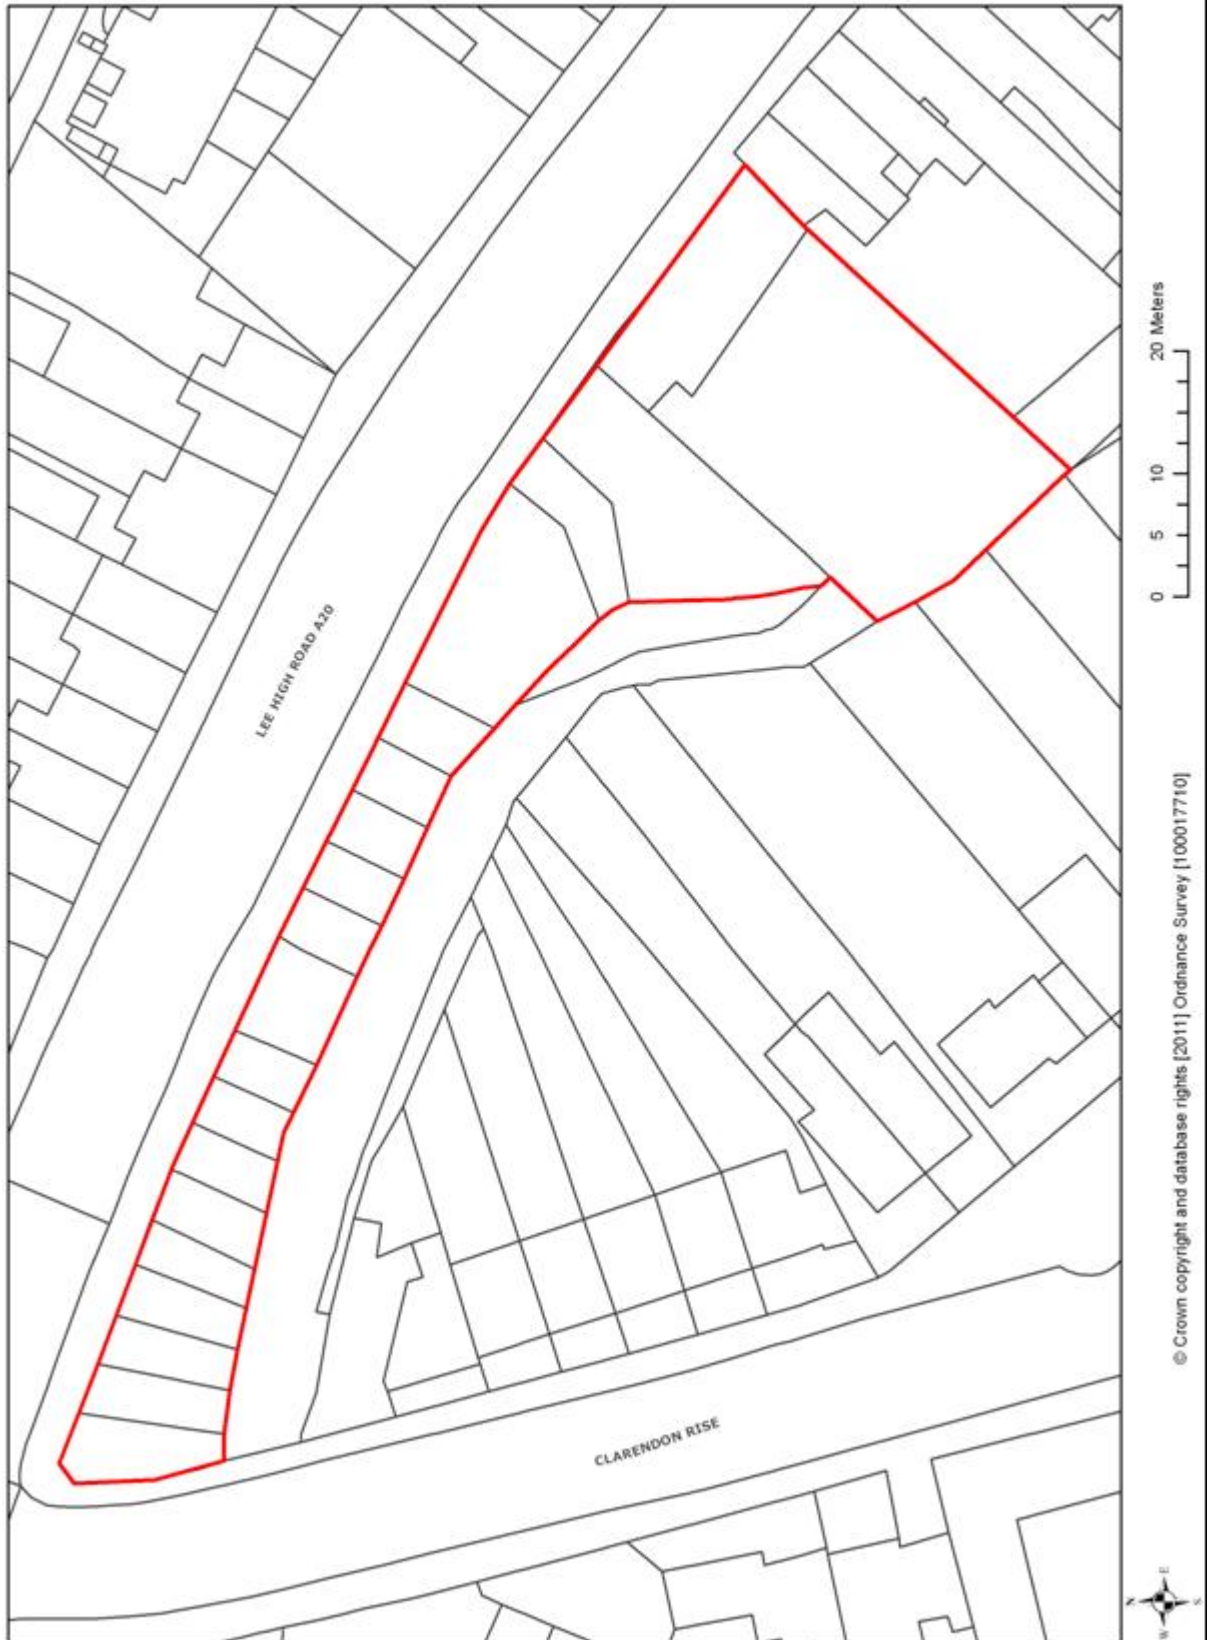 LEE HIGH ROAD A20
CLARENDON RISE
0 5 10 20 Meters
© Crown copyright and database rights [2011] Ordnance Survey [100017710]
N
W E
S